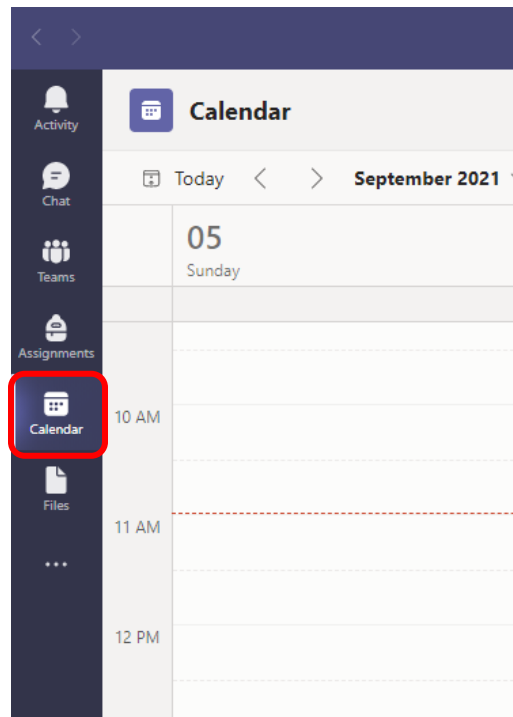 Activity
Chat
Teams
Assignments
Calendar
Files
Calendar
Today
September 2021
05
Sunday
10 AM
11 AM
12 PM